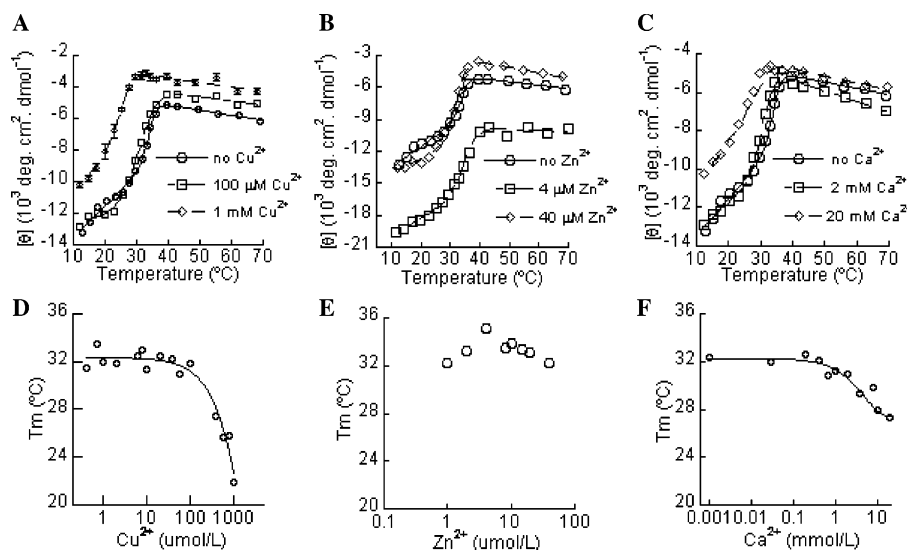 A
[θ] (10³ deg. cm². dmol⁻¹)
-2
-4
-6
-8
-10
-12
-14
10 20 30 40 50 60 70
Temperature (°C)
no Cu²⁺
100 µM Cu²⁺
1 mM Cu²⁺
B
[θ] (10³ deg. cm². dmol⁻¹)
-3
-6
-9
-12
-15
-18
-21
10 20 30 40 50 60 70
Temperature (°C)
no Zn²⁺
4 µM Zn²⁺
40 µM Zn²⁺
C
[θ] (10³ deg. cm². dmol⁻¹)
-4
-6
-8
-10
-12
-14
10 20 30 40 50 60 70
Temperature (°C)
no Ca²⁺
2 mM Ca²⁺
20 mM Ca²⁺
D
Tm (°C)
36
32
28
24
20
1 10 100 1000
Cu²⁺ (umol/L)
E
Tm (°C)
36
32
28
24
20
0.1 1 10 100
Zn²⁺ (umol/L)
F
Tm (°C)
36
32
28
24
20
0.001 0.01 0.1 1 10
Ca²⁺ (mmol/L)